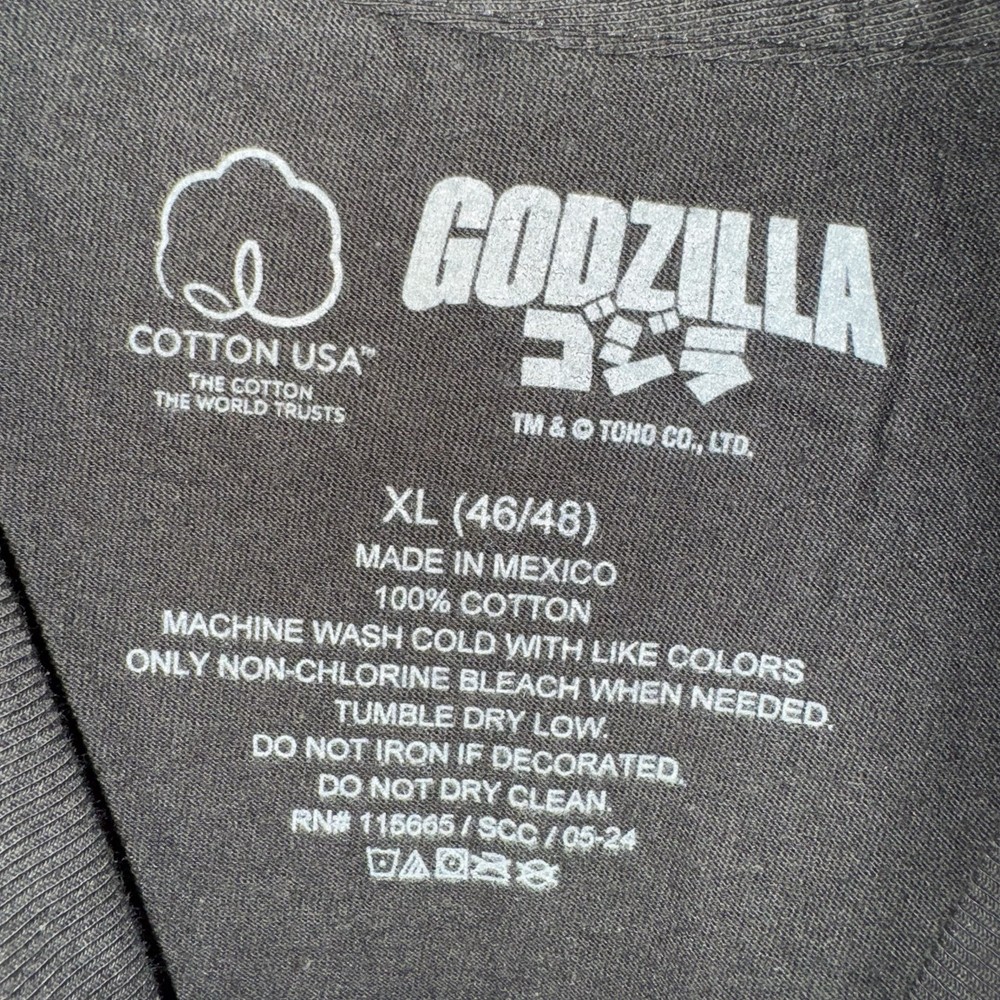 COTTON USA™
THE COTTON
THE WORLD TRUSTS
GODZILLA
ゴジラ
TM & © TOHO CO., LTD.
XL (46/48)
MADE IN MEXICO
100% COTTON
MACHINE WASH COLD WITH LIKE COLORS
ONLY NON-CHLORINE BLEACH WHEN NEEDED.
TUMBLE DRY LOW.
DO NOT IRON IF DECORATED.
DO NOT DRY CLEAN.
RN# 115665 / SCC / 05-24